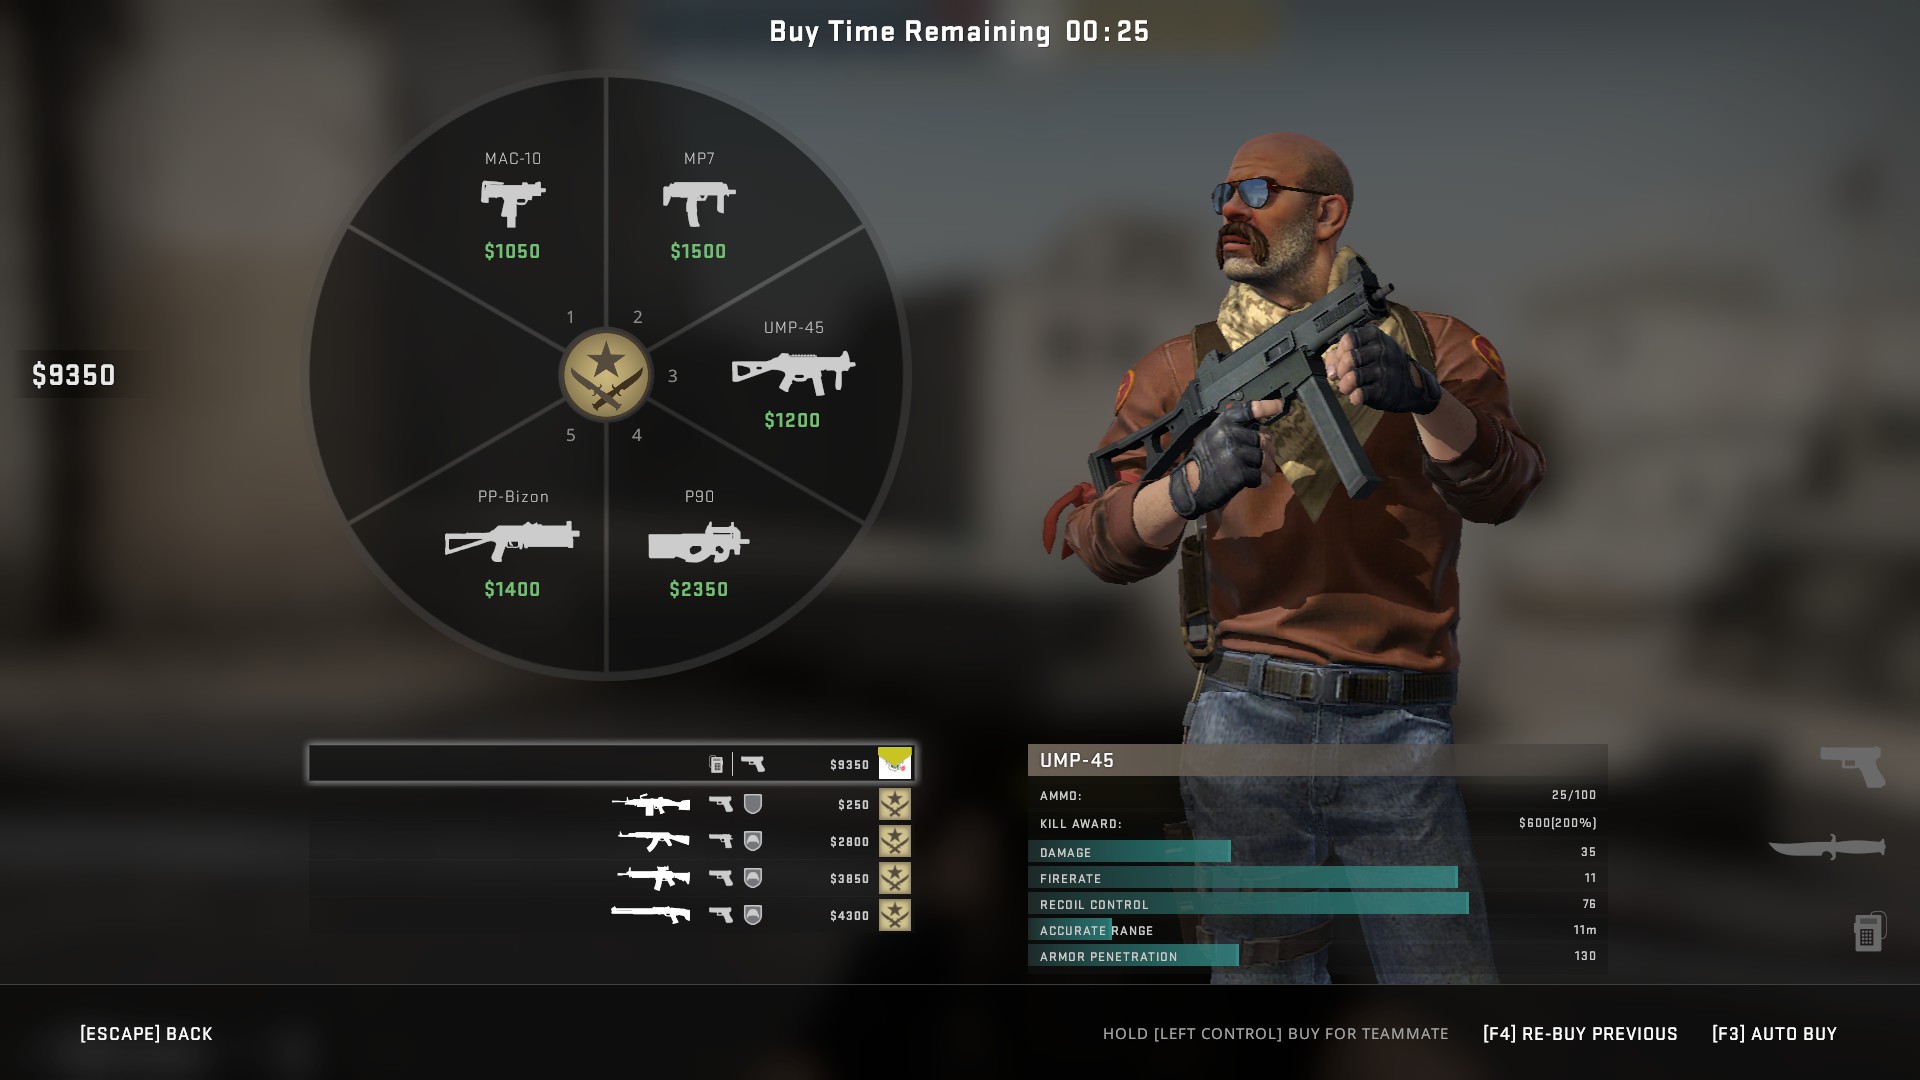 Buy Time Remaining 00:25
MAC-10
$1050
MP7
$1500
UMP-45
$1200
1
2
3
4
5
$9350
PP-Bizon
$1400
P90
$2350
$9350
$250
$2800
$3850
$4300
UMP-45
AMMO: 25/100
KILL AWARD: $600(200%)
DAMAGE 35
FIRERATE 11
RECOIL CONTROL 76
ACCURATE RANGE 11m
ARMOR PENETRATION 130
[ESCAPE] BACK
HOLD [LEFT CONTROL] BUY FOR TEAMMATE
[F4] RE-BUY PREVIOUS
[F3] AUTO BUY